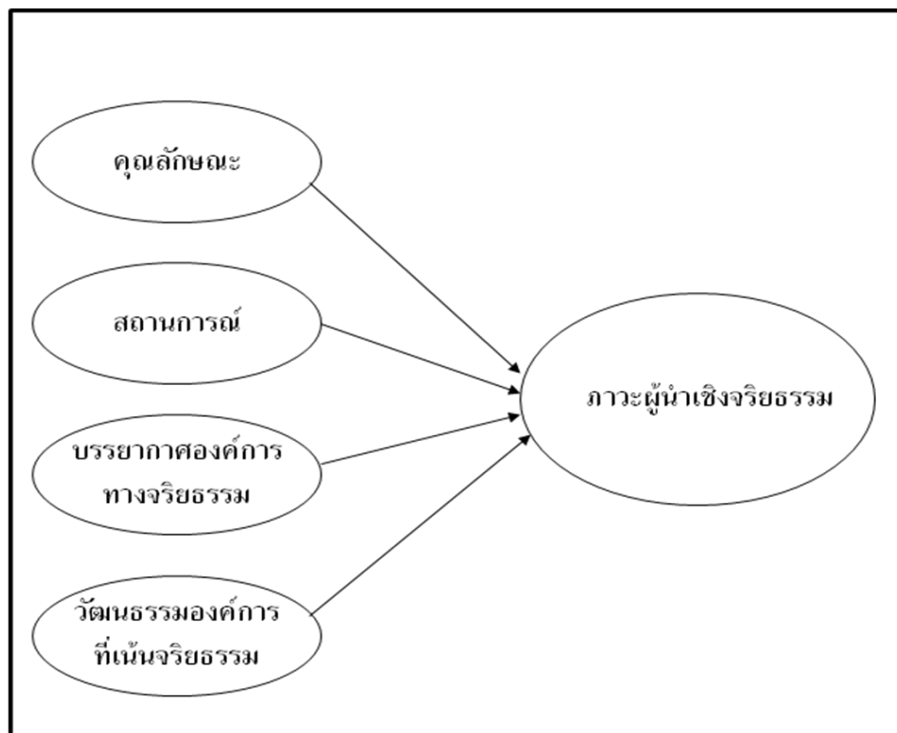 คุณลักษณะ
สถานการณ์
บรรยากาศองค์การ
ทางจริยธรรม
วัฒนธรรมองค์การ
ที่เน้นจริยธรรม
ภาวะผู้นำเชิงจริยธรรม